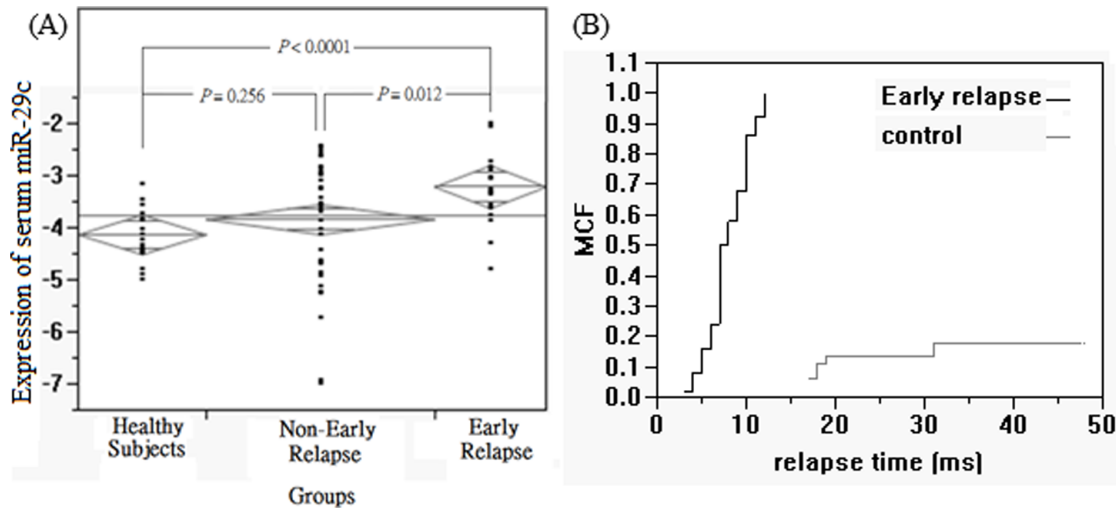 (A)
P < 0.0001
P = 0.256
P = 0.012
Expression of serum miR-29c
-2
-3
-4
-5
-6
-7
Healthy
Subjects
Non-Early
Relapse
Early
Relapse
Groups
(B)
1.1
1.0
0.9
0.8
0.7
0.6
0.5
0.4
0.3
0.2
0.1
0.0
MCF
Early relapse
control
0 10 20 30 40 50
relapse time (ms)